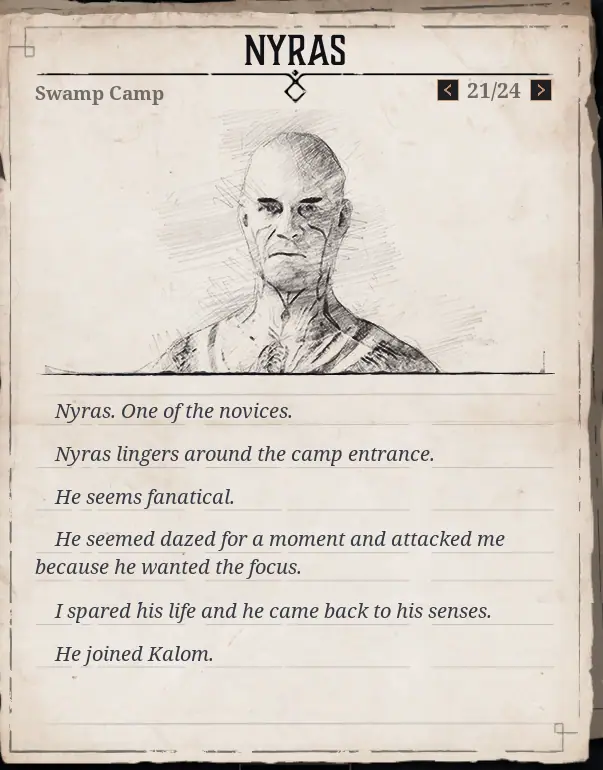 NYRAS
Swamp Camp
< 21/24 >
Nyras. One of the novices.
Nyras lingers around the camp entrance.
He seems fanatical.
He seemed dazed for a moment and attacked me
because he wanted the focus.
I spared his life and he came back to his senses.
He joined Kalom.